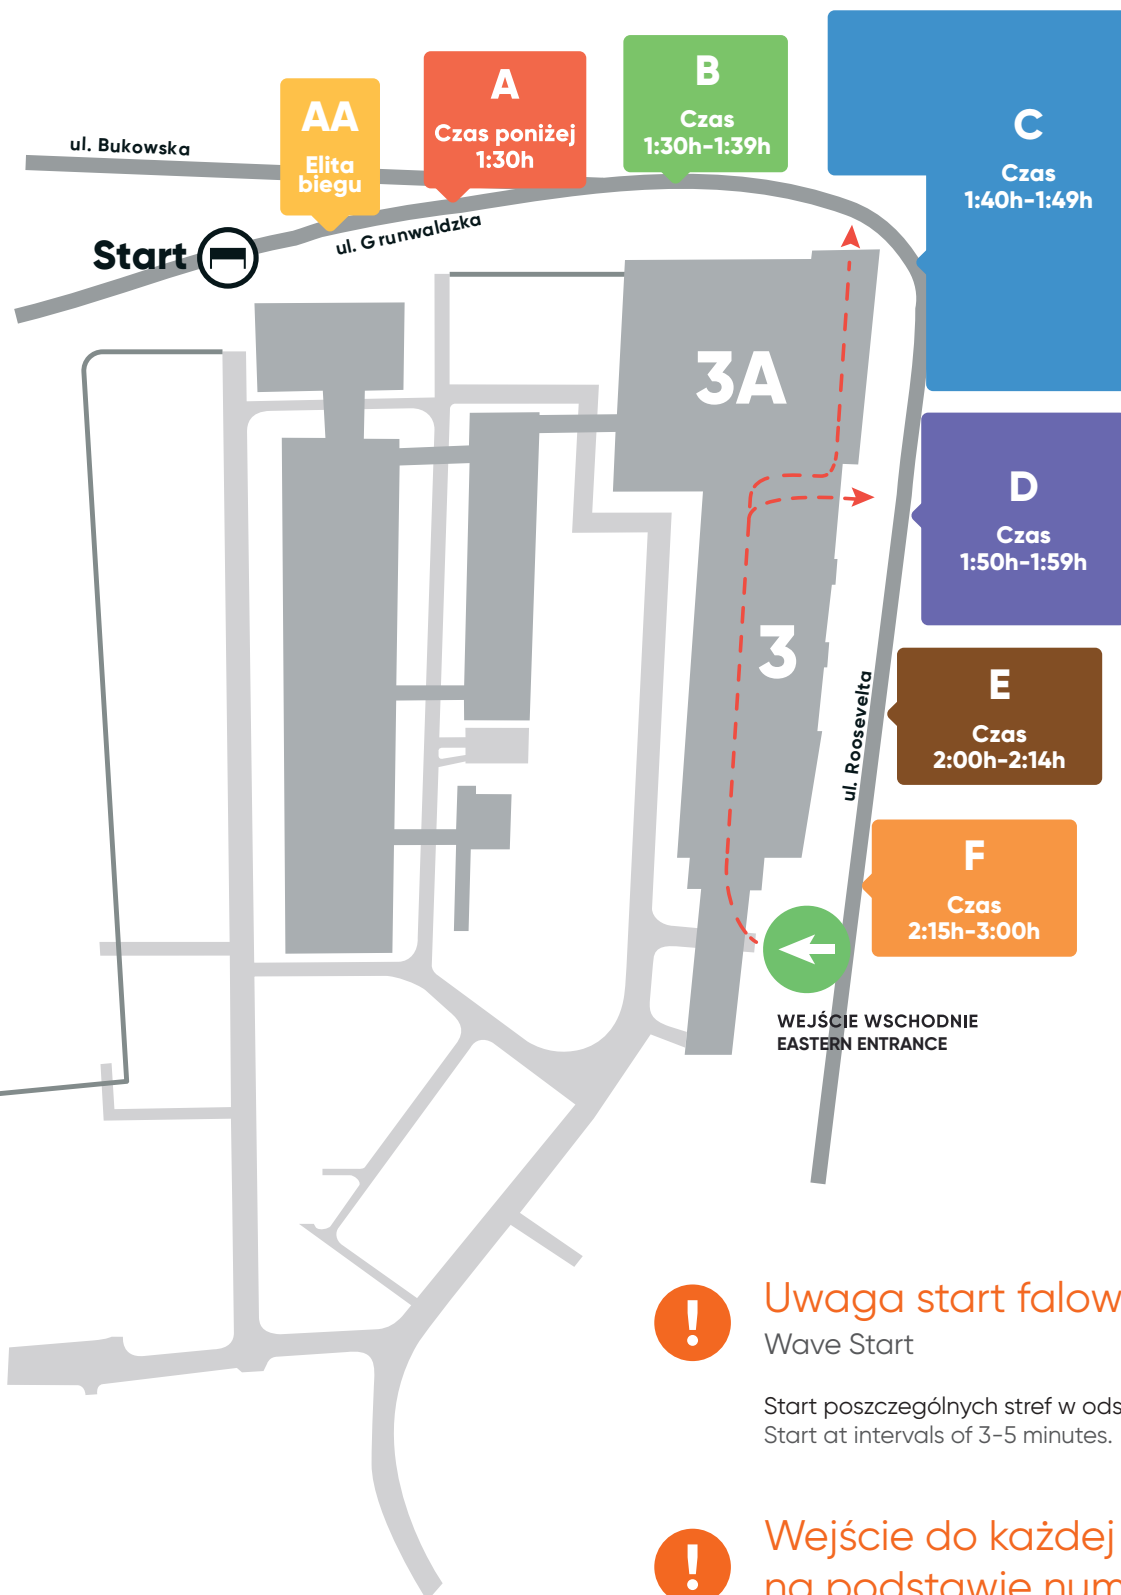 AA
Elita
biegu
A
Czas poniżej
1:30h
B
Czas
1:30h-1:39h
C
Czas
1:40h-1:49h
ul. Bukowska
ul. Grunwaldzka
Start
3A
D
Czas
1:50h-1:59h
3
E
Czas
2:00h-2:14h
ul. Roosevelta
F
Czas
2:15h-3:00h
WEJŚCIE WSCHODNIE
EASTERN ENTRANCE
! Uwaga start falow
Wave Start
Start poszczególnych stref w ods
Start at intervals of 3-5 minutes.
! Wejście do każdej
na podstawie num